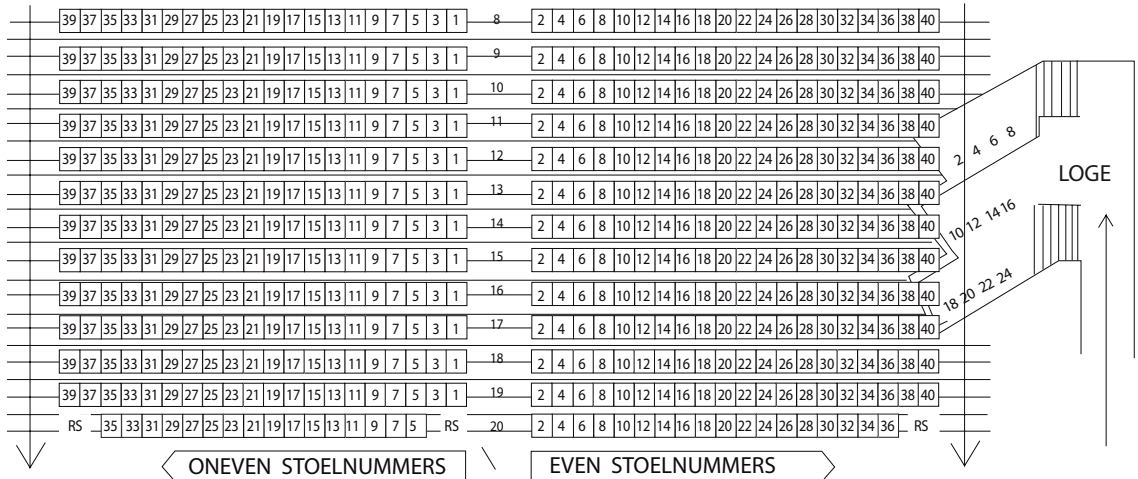 39 37 35 33 31 29 27 25 23 21 19 17 15 13 11 9 7 5 3 1 8 2 4 6 8 10 12 14 16 18 20 22 24 26 28 30 32 34 36 38 40
39 37 35 33 31 29 27 25 23 21 19 17 15 13 11 9 7 5 3 1 9 2 4 6 8 10 12 14 16 18 20 22 24 26 28 30 32 34 36 38 40
39 37 35 33 31 29 27 25 23 21 19 17 15 13 11 9 7 5 3 1 10 2 4 6 8 10 12 14 16 18 20 22 24 26 28 30 32 34 36 38 40
39 37 35 33 31 29 27 25 23 21 19 17 15 13 11 9 7 5 3 1 11 2 4 6 8 10 12 14 16 18 20 22 24 26 28 30 32 34 36 38 40
39 37 35 33 31 29 27 25 23 21 19 17 15 13 11 9 7 5 3 1 12 2 4 6 8 10 12 14 16 18 20 22 24 26 28 30 32 34 36 38 40
39 37 35 33 31 29 27 25 23 21 19 17 15 13 11 9 7 5 3 1 13 2 4 6 8 10 12 14 16 18 20 22 24 26 28 30 32 34 36 38 40
39 37 35 33 31 29 27 25 23 21 19 17 15 13 11 9 7 5 3 1 14 2 4 6 8 10 12 14 16 18 20 22 24 26 28 30 32 34 36 38 40
39 37 35 33 31 29 27 25 23 21 19 17 15 13 11 9 7 5 3 1 15 2 4 6 8 10 12 14 16 18 20 22 24 26 28 30 32 34 36 38 40
39 37 35 33 31 29 27 25 23 21 19 17 15 13 11 9 7 5 3 1 16 2 4 6 8 10 12 14 16 18 20 22 24 26 28 30 32 34 36 38 40
39 37 35 33 31 29 27 25 23 21 19 17 15 13 11 9 7 5 3 1 17 2 4 6 8 10 12 14 16 18 20 22 24 26 28 30 32 34 36 38 40
39 37 35 33 31 29 27 25 23 21 19 17 15 13 11 9 7 5 3 1 18 2 4 6 8 10 12 14 16 18 20 22 24 26 28 30 32 34 36 38 40
39 37 35 33 31 29 27 25 23 21 19 17 15 13 11 9 7 5 3 1 19 2 4 6 8 10 12 14 16 18 20 22 24 26 28 30 32 34 36 38 40
RS 35 33 31 29 27 25 23 21 19 17 15 13 11 9 7 5 RS 20 2 4 6 8 10 12 14 16 18 20 22 24 26 28 30 32 34 36 RS
ONEVEN STOELNUMMERS
EVEN STOELNUMMERS
2 4 6 8
LOGE
10 12 14 16
18 20 22 24